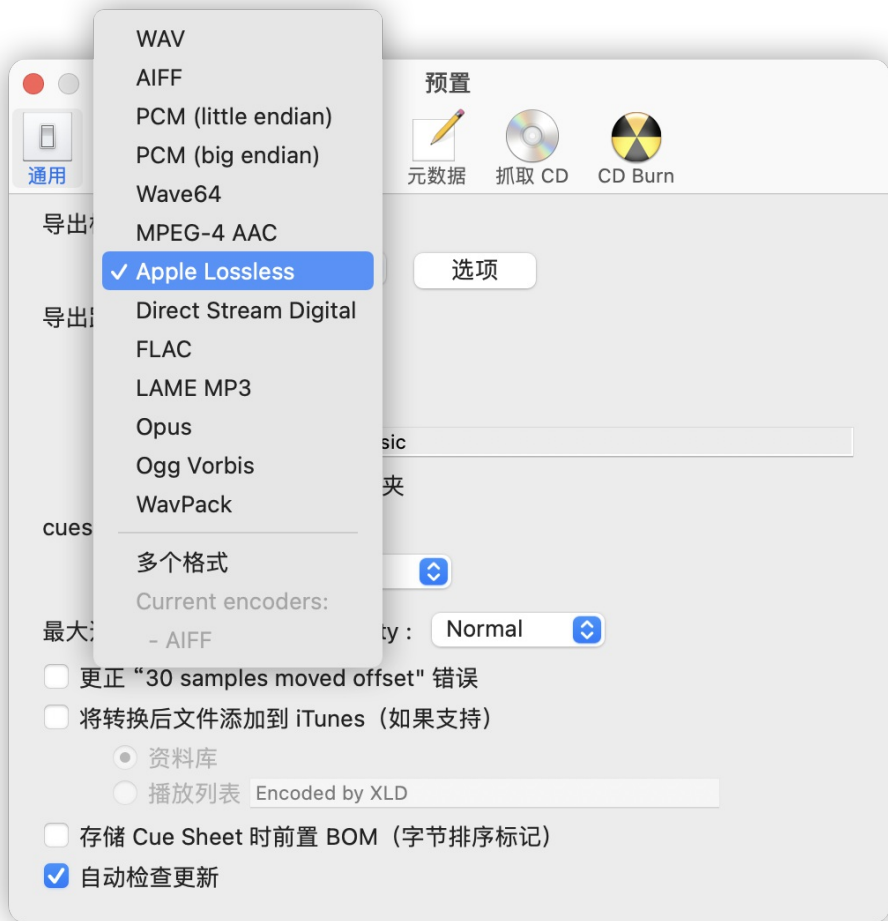 预置
通用
元数据
抓取 CD
CD Burn
WAV
AIFF
PCM (little endian)
PCM (big endian)
Wave64
MPEG-4 AAC
Apple Lossless
Direct Stream Digital
FLAC
LAME MP3
Opus
Ogg Vorbis
WavPack
多个格式
Current encoders:
- AIFF
导出
选项
导出
sic
夹
cues
最大
ty :
Normal
更正 “30 samples moved offset" 错误
将转换后文件添加到 iTunes（如果支持）
资料库
播放列表 Encoded by XLD
存储 Cue Sheet 时前置 BOM（字节排序标记）
自动检查更新